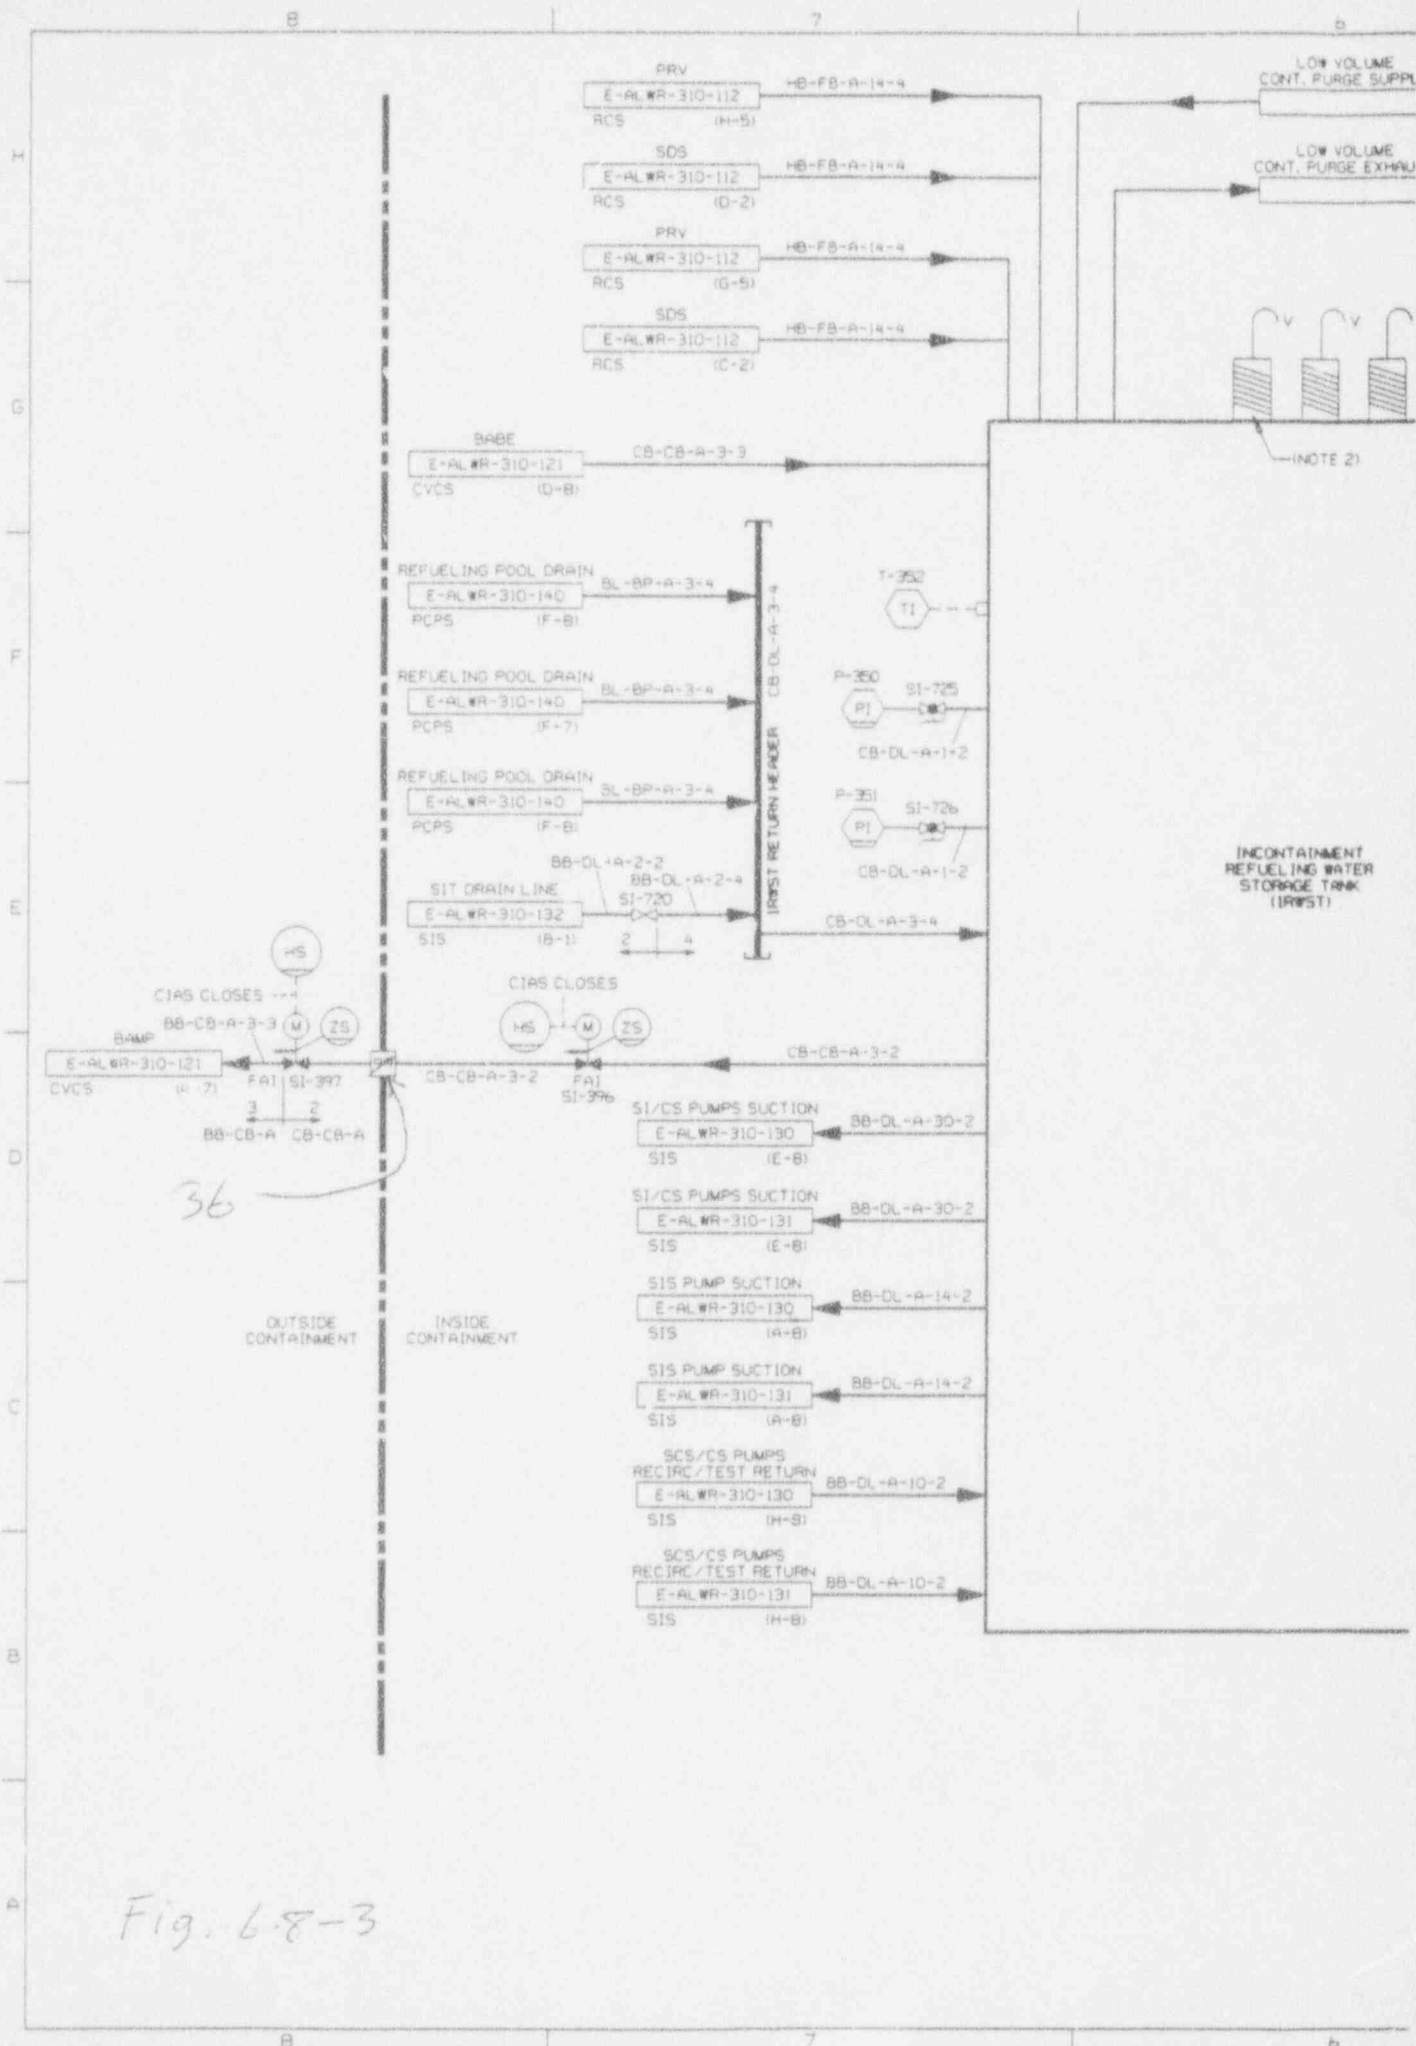 8
7
6
H
G
F
E
D
C
B
A
PRV
E-ALWR-310-112
RCS (H-5)
HB-FB-A-14-4
SDS
E-ALWR-310-112
RCS (D-2)
HB-FB-A-14-4
PRV
E-ALWR-310-112
RCS (G-5)
HB-FB-A-14-4
SDS
E-ALWR-310-112
RCS (C-2)
HB-FB-A-14-4
LOW VOLUME
CONT. PURGE SUPPL
LOW VOLUME
CONT. PURGE EXHAU
V
V
(NOTE 2)
BABE
E-ALWR-310-121
CVCS (D-8)
CB-CB-A-3-3
REFUELING POOL DRAIN
E-ALWR-310-140
PCPS (F-8)
BL-BP-A-3-4
REFUELING POOL DRAIN
E-ALWR-310-140
PCPS (F-7)
BL-BP-A-3-4
REFUELING POOL DRAIN
E-ALWR-310-140
PCPS (F-8)
BL-BP-A-3-4
SIT DRAIN LINE
E-ALWR-310-132
SIS (B-1)
BB-DL-A-2-2
BB-DL-A-2-4
SI-720
2 4
IRWST RETURN HEADER
CB-DL-A-3-4
CB-DL-A-3-4
T-352
TI
P-350
PI
SI-725
CB-DL-A-1-2
P-351
PI
SI-726
CB-DL-A-1-2
INCONTAINMENT
REFUELING WATER
STORAGE TANK
(IRWST)
HS
CIAS CLOSES
BB-CB-A-3-3
M
ZS
BAMP
E-ALWR-310-121
CVCS
FAI SI-397
3 2
BB-CB-A CB-CB-A
36
CIAS CLOSES
HS
M
ZS
CB-CB-A-3-2
FAI
SI-396
CB-CB-A-3-2
SI/CS PUMPS SUCTION
E-ALWR-310-130
SIS (E-8)
BB-DL-A-30-2
SI/CS PUMPS SUCTION
E-ALWR-310-131
SIS (E-8)
BB-DL-A-30-2
SIS PUMP SUCTION
E-ALWR-310-130
SIS (A-8)
BB-DL-A-14-2
SIS PUMP SUCTION
E-ALWR-310-131
SIS (A-8)
BB-DL-A-14-2
SCS/CS PUMPS
RECIRC/TEST RETURN
E-ALWR-310-130
SIS (H-8)
BB-DL-A-10-2
SCS/CS PUMPS
RECIRC/TEST RETURN
E-ALWR-310-131
SIS (H-8)
BB-DL-A-10-2
OUTSIDE
CONTAINMENT
INSIDE
CONTAINMENT
Fig. 6.8-3
8
7
6